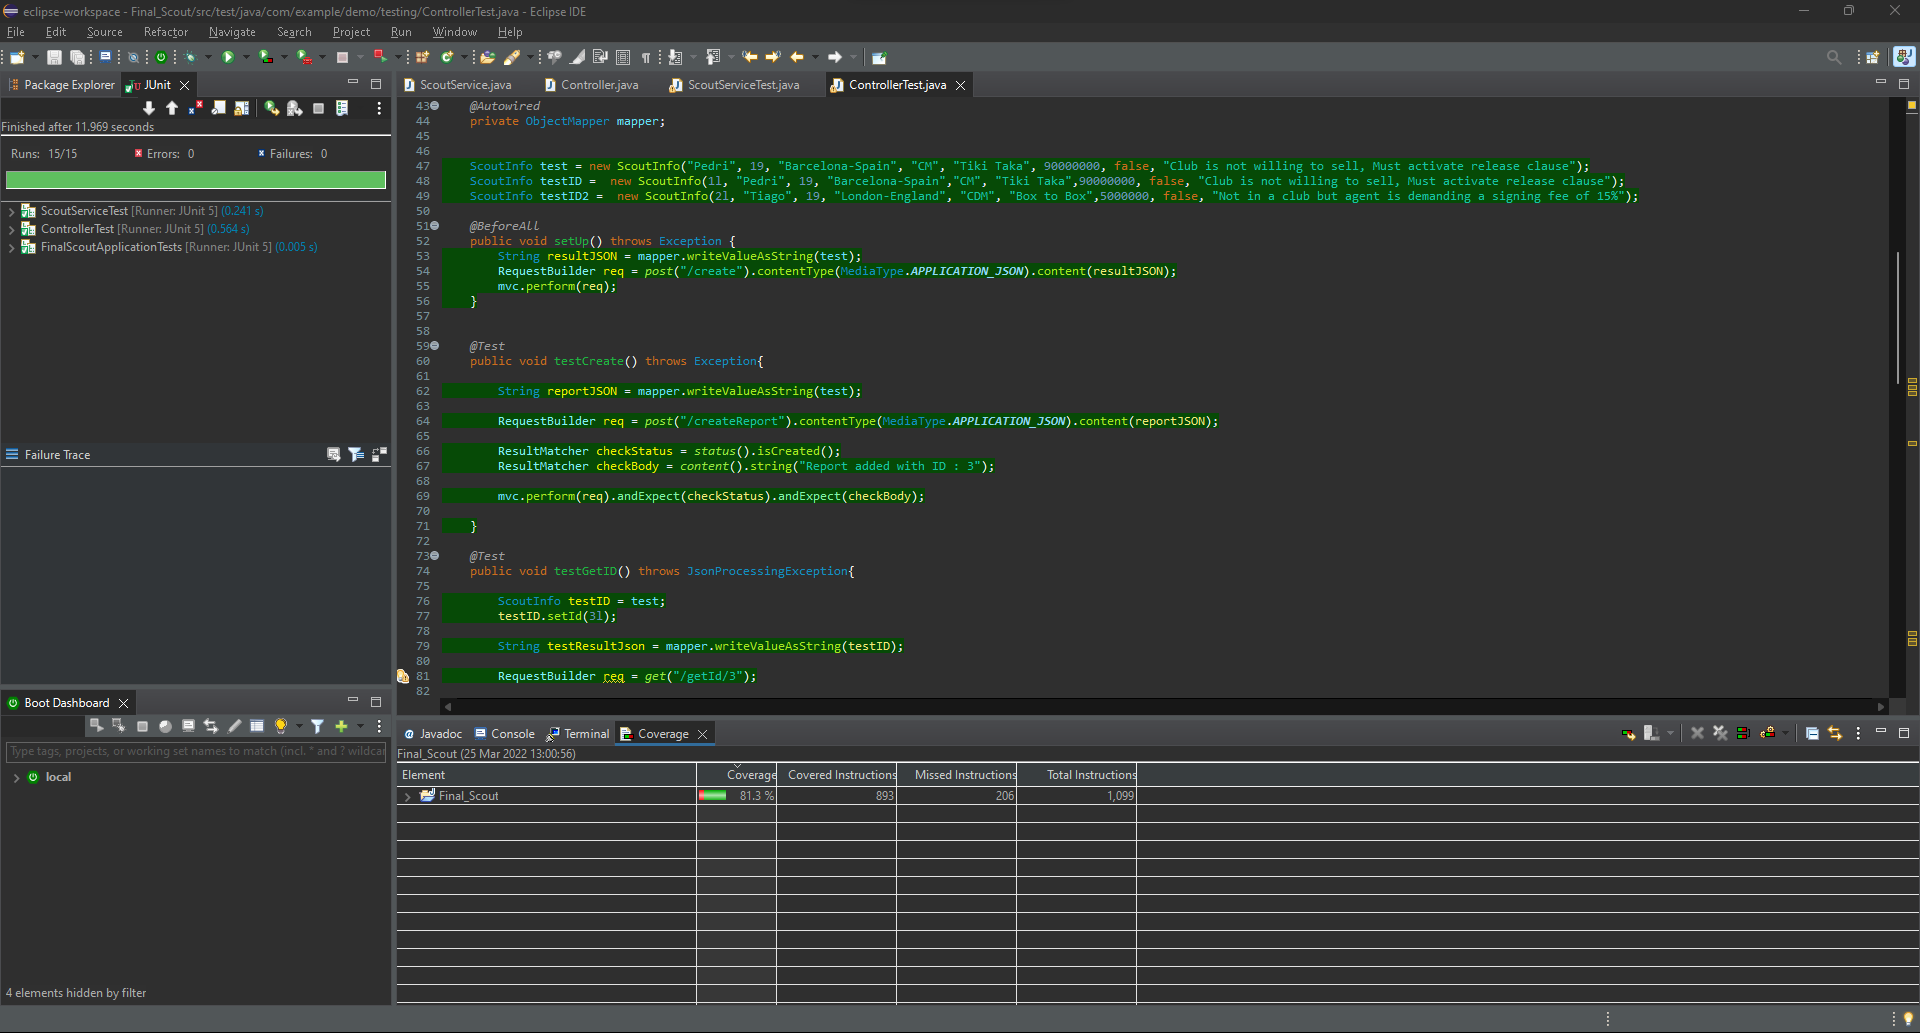 eclipse-workspace - Final_Scout/src/test/java/com/example/demo/testing/ControllerTest.java - Eclipse IDE
File Edit Source Refactor Navigate Search Project Run Window Help
Package Explorer JUnit
Finished after 11.969 seconds
Runs: 15/15 Errors: 0 Failures: 0
ScoutServiceTest [Runner: JUnit 5] (0.241 s)
ControllerTest [Runner: JUnit 5] (0.564 s)
FinalScoutApplicationTests [Runner: JUnit 5] (0.005 s)
Failure Trace
Boot Dashboard
Type tags, projects, or working set names to match (incl. * and ? wildcar
local
4 elements hidden by filter
ScoutService.java Controller.java ScoutServiceTest.java ControllerTest.java
43 @Autowired
44 private ObjectMapper mapper;
45
46
47 ScoutInfo test = new ScoutInfo("Pedri", 19, "Barcelona-Spain", "CM", "Tiki Taka", 90000000, false, "Club is not willing to sell, Must activate release clause");
48 ScoutInfo testID =  new ScoutInfo(1l, "Pedri", 19, "Barcelona-Spain","CM", "Tiki Taka",90000000, false, "Club is not willing to sell, Must activate release clause");
49 ScoutInfo testID2 =  new ScoutInfo(2l, "Tiago", 19, "London-England", "CDM", "Box to Box",5000000, false, "Not in a club but agent is demanding a signing fee of 15%");
50
51 @BeforeAll
52 public void setUp() throws Exception {
53 String resultJSON = mapper.writeValueAsString(test);
54 RequestBuilder req = post("/create").contentType(MediaType.APPLICATION_JSON).content(resultJSON);
55 mvc.perform(req);
56 }
57
58
59 @Test
60 public void testCreate() throws Exception{
61
62 String reportJSON = mapper.writeValueAsString(test);
63
64 RequestBuilder req = post("/createReport").contentType(MediaType.APPLICATION_JSON).content(reportJSON);
65
66 ResultMatcher checkStatus = status().isCreated();
67 ResultMatcher checkBody = content().string("Report added with ID : 3");
68
69 mvc.perform(req).andExpect(checkStatus).andExpect(checkBody);
70
71 }
72
73 @Test
74 public void testGetID() throws JsonProcessingException{
75
76 ScoutInfo testID = test;
77 testID.setId(3l);
78
79 String testResultJson = mapper.writeValueAsString(testID);
80
81 RequestBuilder req = get("/getId/3");
82
Javadoc Console Terminal Coverage
Final_Scout (25 Mar 2022 13:00:56)
Element Coverage Covered Instructions Missed Instructions Total Instructions
Final_Scout 81.3 % 893 206 1,099